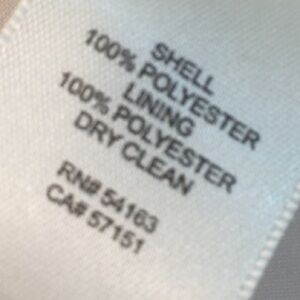 SHELL
100% POLYESTER
LINING
100% POLYESTER
DRY CLEAN
RN# 54163
CA# 57151